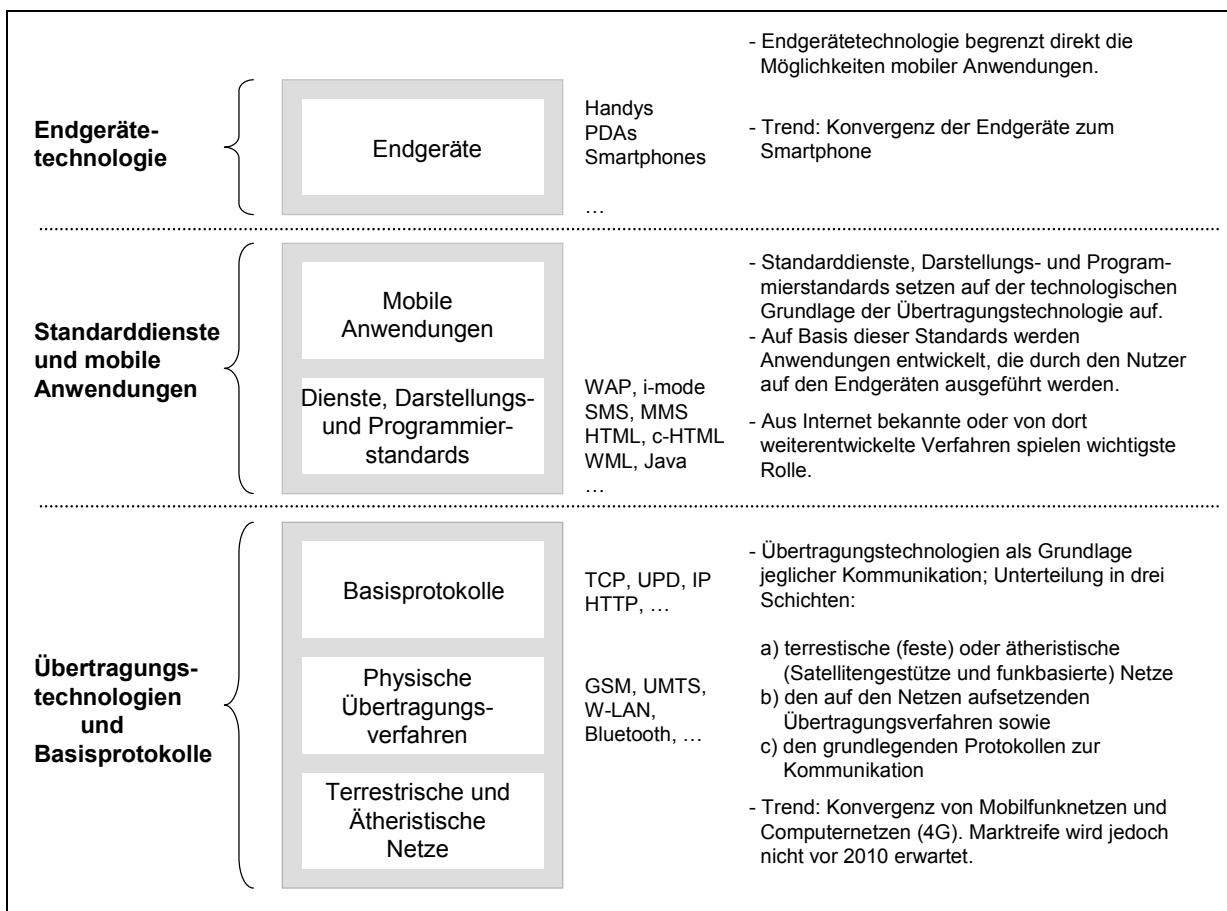 Endgeräte-
technologie
Endgeräte
Handys
PDAs
Smartphones
…
- Endgerätetechnologie begrenzt direkt die
Möglichkeiten mobiler Anwendungen.
- Trend: Konvergenz der Endgeräte zum
Smartphone
Standarddienste
und mobile
Anwendungen
Mobile
Anwendungen
Dienste, Darstellungs-
und Programmier-
standards
WAP, i-mode
SMS, MMS
HTML, c-HTML
WML, Java
…
- Standarddienste, Darstellungs- und Program-
mierstandards setzen auf der technologischen
Grundlage der Übertragungstechnologie auf.
- Auf Basis dieser Standards werden
Anwendungen entwickelt, die durch den Nutzer
auf den Endgeräten ausgeführt werden.
- Aus Internet bekannte oder von dort
weiterentwickelte Verfahren spielen wichtigste
Rolle.
Übertragungs-
technologien
und
Basisprotokolle
Basisprotokolle
TCP, UPD, IP
HTTP, …
Physische
Übertragungs-
verfahren
GSM, UMTS,
W-LAN,
Bluetooth, …
Terrestrische und
Ätheristische
Netze
- Übertragungstechnologien als Grundlage
jeglicher Kommunikation; Unterteilung in drei
Schichten:
a) terrestische (feste) oder ätheristische
(Satellitengestütze und funkbasierte) Netze
b) den auf den Netzen aufsetzenden
Übertragungsverfahren sowie
c) den grundlegenden Protokollen zur
Kommunikation
- Trend: Konvergenz von Mobilfunknetzen und
Computernetzen (4G). Marktreife wird jedoch
nicht vor 2010 erwartet.